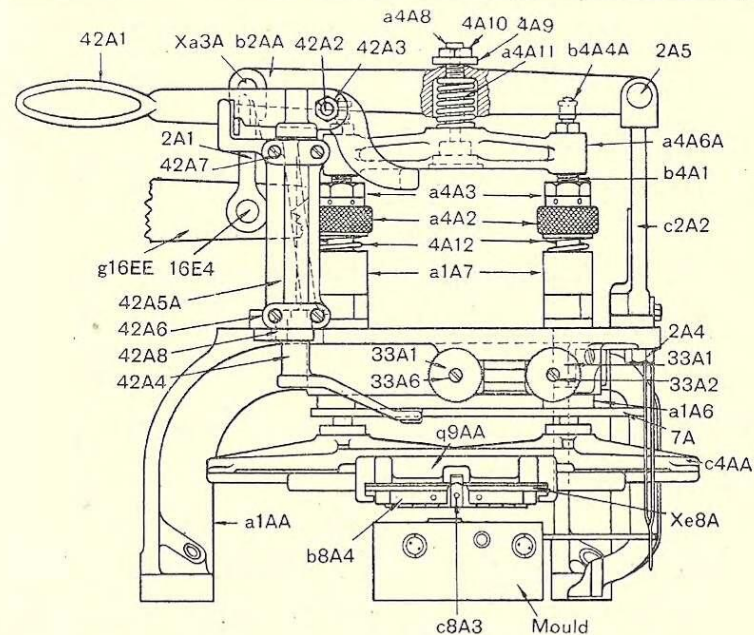 a4A8 4A10
4A9
42A1 Xa3A b2AA 42A2 42A3 a4A11 b4A4A 2A5
2A1
42A7
a4A6A
b4A1
a4A3
a4A2
c2A2
g16EE 16E4
4A12
a1A7
42A5A
42A6
42A8
42A4
2A4
33A1 33A1
33A6 33A2
a1A6
7A
q9AA
c4AA
a1AA
b8A4
Xe8A
c8A3
Mould